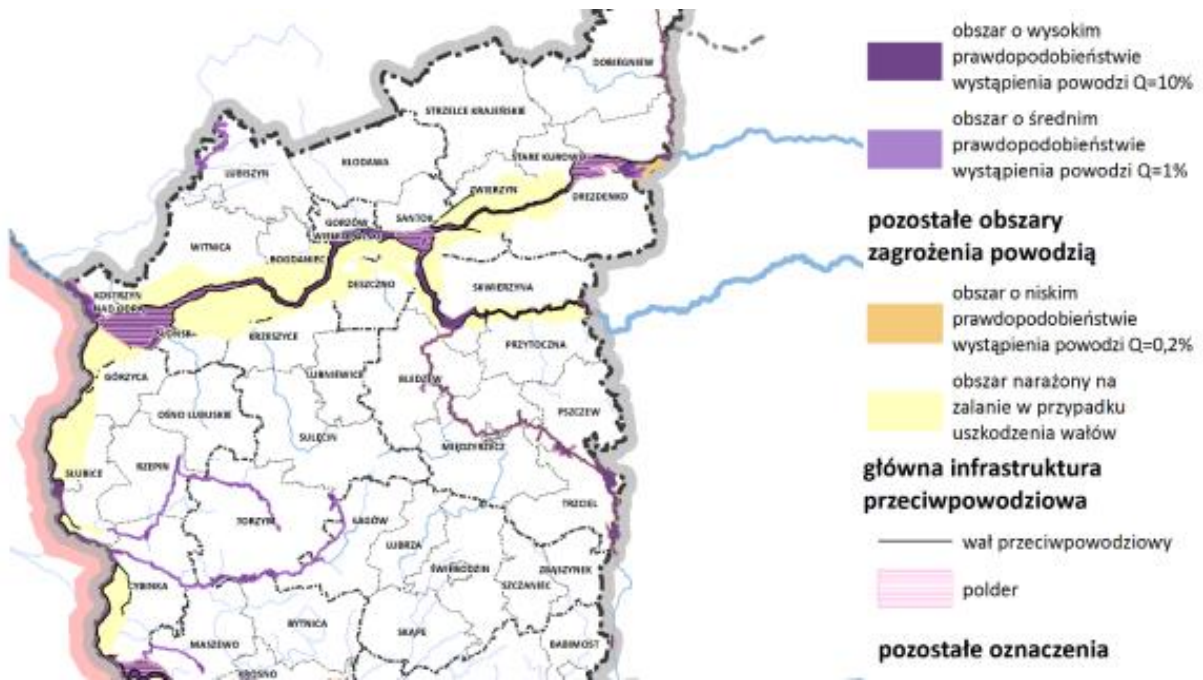 DOBIEGNIEW
STRZELCE KRAJEŃSKIE
STARE KUROWO
KŁODAWA
LUBISZYN
ZWIERZYN
DREZDENKO
SANTOK
GORZÓW
WIELKOPOLSKI
WITNICA
BOGDANIEC
DESZCZNO
SKWIERZYNA
KOSTRZYN
NAD ODRĄ
SŁOŃSK
KRZESZYCE
PRZYTOCZNA
GÓRZYCA
LUBNIEWICE
BLEDZEW
OŚNO LUBUSKIE
PSZCZEW
SULĘCIN
MIĘDZYRZECZ
SŁUBICE
RZEPIN
TRZCIEL
TORZYM
ŁAGÓW
LUBRZA
ŚWIEBODZIN
ZBĄSZYNEK
SZCZANIEC
CYBINKA
BYTNICA
SKĄPE
MASZEWO
BABIMOST
KROSNO
obszar o wysokim
prawdopodobieństwie
wystąpienia powodzi Q=10%
obszar o średnim
prawdopodobieństwie
wystąpienia powodzi Q=1%
pozostałe obszary
zagrożenia powodzią
obszar o niskim
prawdopodobieństwie
wystąpienia powodzi Q=0,2%
obszar narażony na
zalanie w przypadku
uszkodzenia wałów
główna infrastruktura
przeciwpowodziowa
wał przeciwpowodziowy
polder
pozostałe oznaczenia